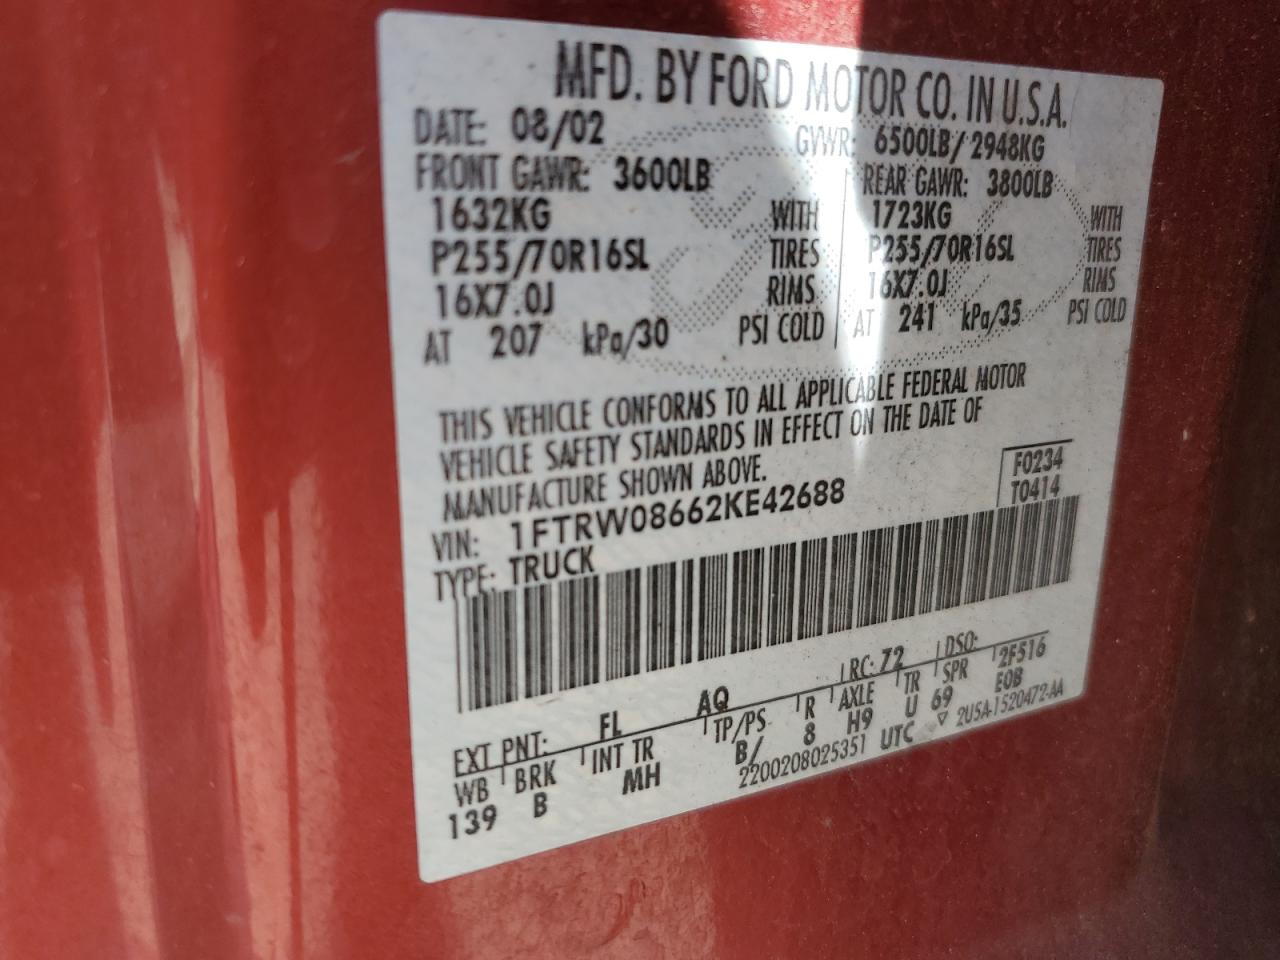 MFD. BY FORD MOTOR CO. IN U.S.A.
DATE: 08/02 GVWR: 6500LB/2948KG
FRONT GAWR: 3600LB REAR GAWR: 3800LB
1632KG WITH 1723KG WITH
P255/70R16SL TIRES P255/70R16SL TIRES
16X7.0J RIMS 16X7.0J RIMS
AT 207 kPa/30 PSI COLD AT 241 kPa/35 PSI COLD
THIS VEHICLE CONFORMS TO ALL APPLICABLE FEDERAL MOTOR
VEHICLE SAFETY STANDARDS IN EFFECT ON THE DATE OF
MANUFACTURE SHOWN ABOVE.
F0234
T0414
VIN: 1FTRW08662KE42688
TYPE: TRUCK
EXT PNT: FL AQ RC: 72 DSO: 2F516
WB BRK INT TR TP/PS R AXLE TR SPR E0B
139 B MH B/ 8 H9 U 69
2200208025351 UTC ▽ 2U5A-1520472-AA